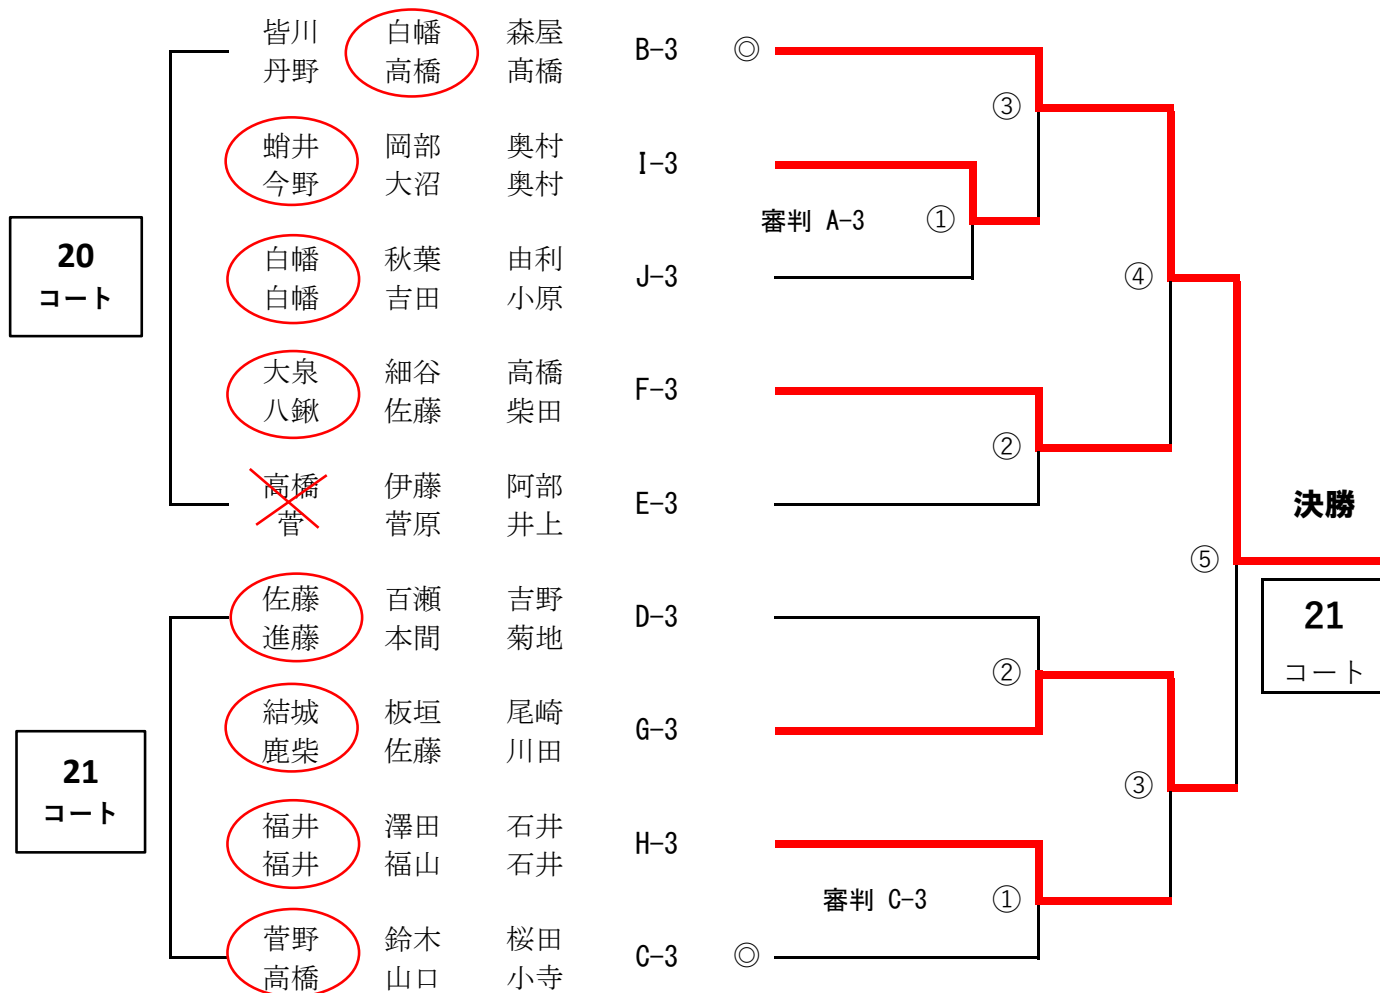 皆川 白幡 森屋 B-3 ◎
丹野 高橋 髙橋
③
蛸井 岡部 奥村 I-3
今野 大沼 奥村
審判 A-3 ①
20
コート
白幡 秋葉 由利 J-3
白幡 吉田 小原
④
大泉 細谷 高橋 F-3
八鍬 佐藤 柴田
②
高橋 伊藤 阿部 E-3
菅 菅原 井上
決勝
⑤
21
コート
佐藤 百瀬 吉野 D-3
進藤 本間 菊地
②
結城 板垣 尾崎 G-3
鹿柴 佐藤 川田
21
コート
③
福井 澤田 石井 H-3
福井 福山 石井
審判 C-3 ①
菅野 鈴木 桜田 C-3 ◎
高橋 山口 小寺